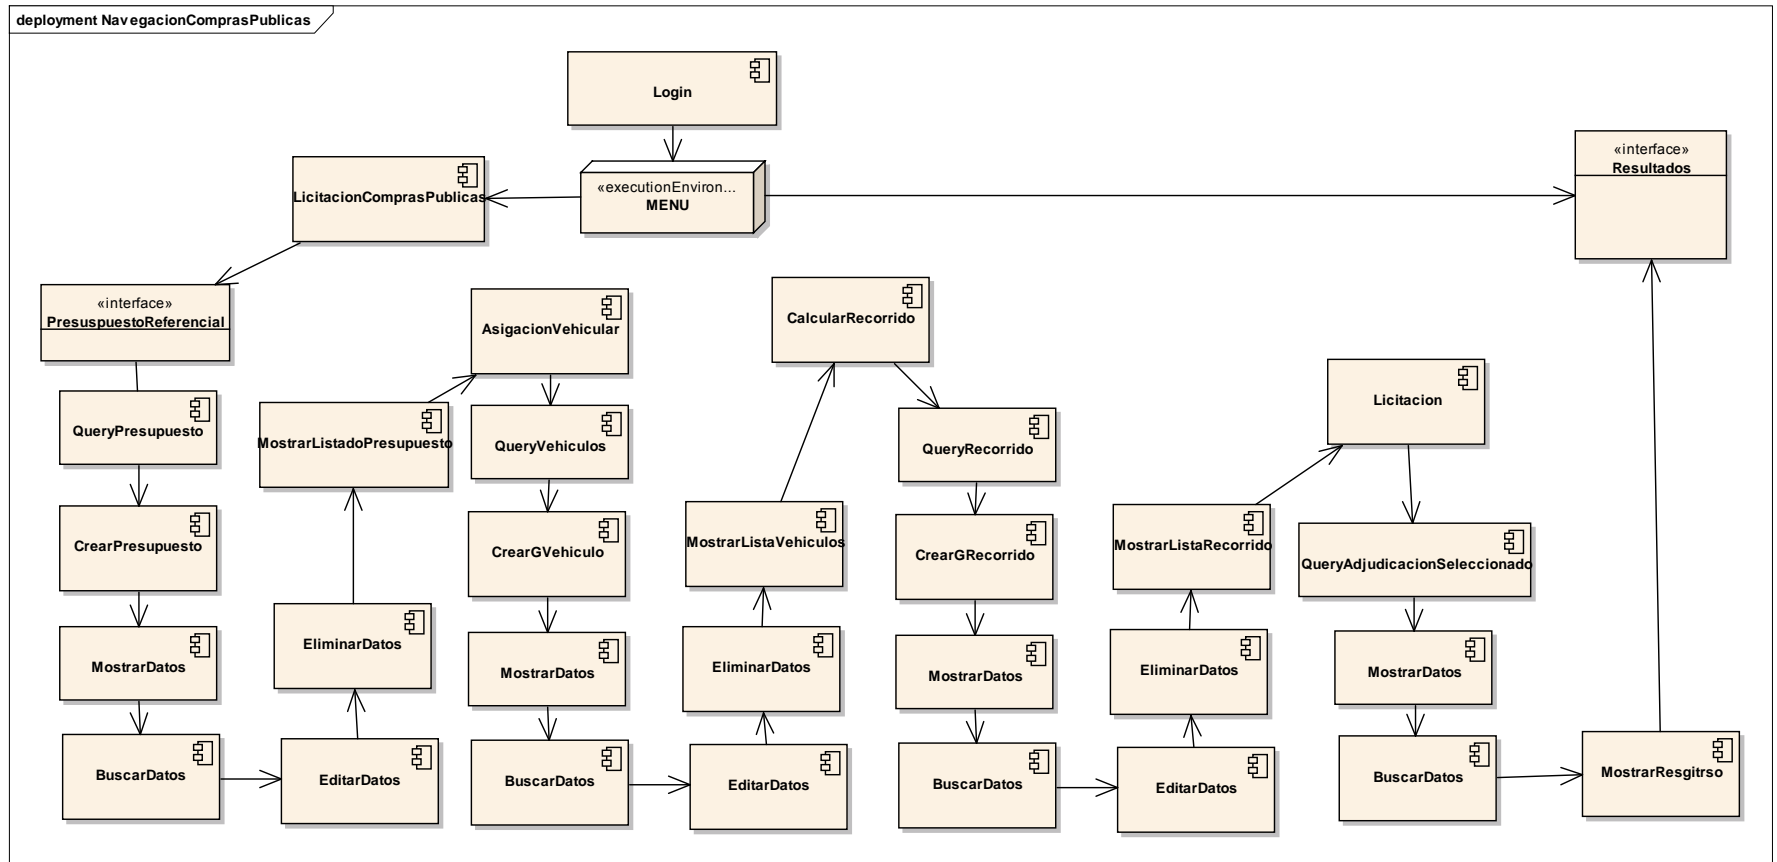 deployment NavegacionComprasPublicas
Login
LicitacionComprasPublicas
«executionEnviron...
MENU
«interface»
Resultados
«interface»
PresuspuestoReferencial
QueryPresupuesto
CrearPresupuesto
MostrarDatos
BuscarDatos
EditarDatos
EliminarDatos
MostrarListadoPresupuesto
AsigacionVehicular
QueryVehiculos
CrearGVehiculo
MostrarDatos
BuscarDatos
EditarDatos
EliminarDatos
MostrarListaVehiculos
CalcularRecorrido
QueryRecorrido
CrearGRecorrido
MostrarDatos
BuscarDatos
EditarDatos
EliminarDatos
MostrarListaRecorrido
Licitacion
QueryAdjudicacionSeleccionado
MostrarDatos
BuscarDatos
MostrarResgitrso